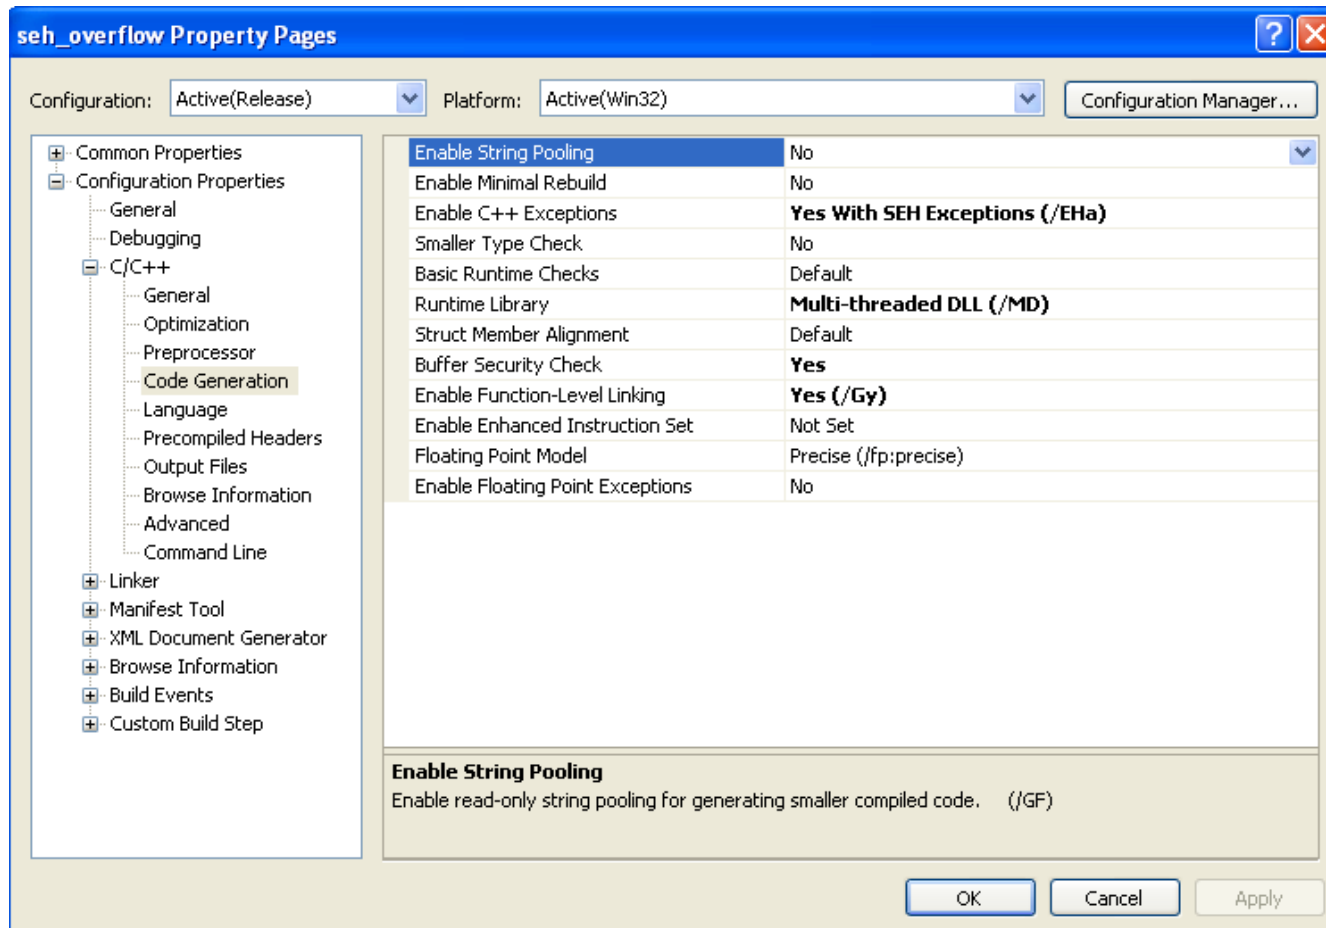 seh_overflow Property Pages
Configuration: Active(Release) Platform: Active(Win32) Configuration Manager...
Common Properties
Configuration Properties
General
Debugging
C/C++
General
Optimization
Preprocessor
Code Generation
Language
Precompiled Headers
Output Files
Browse Information
Advanced
Command Line
Linker
Manifest Tool
XML Document Generator
Browse Information
Build Events
Custom Build Step
Enable String Pooling No
Enable Minimal Rebuild No
Enable C++ Exceptions Yes With SEH Exceptions (/EHa)
Smaller Type Check No
Basic Runtime Checks Default
Runtime Library Multi-threaded DLL (/MD)
Struct Member Alignment Default
Buffer Security Check Yes
Enable Function-Level Linking Yes (/Gy)
Enable Enhanced Instruction Set Not Set
Floating Point Model Precise (/fp:precise)
Enable Floating Point Exceptions No
Enable String Pooling
Enable read-only string pooling for generating smaller compiled code. (/GF)
OK Cancel Apply